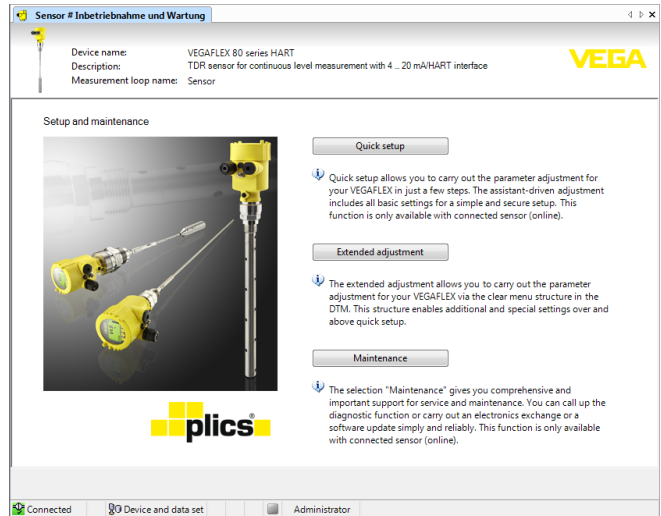 Sensor # Inbetriebnahme und Wartung
Device name: VEGAFLEX 80 series HART
Description: TDR sensor for continuous level measurement with 4 ... 20 mA/HART interface
Measurement loop name: Sensor
VEGA
Setup and maintenance
Quick setup
Quick setup allows you to carry out the parameter adjustment for
your VEGAFLEX in just a few steps. The assistant-driven adjustment
includes all basic settings for a simple and secure setup. This
function is only available with connected sensor (online).
Extended adjustment
The extended adjustment allows you to carry out the parameter
adjustment for your VEGAFLEX via the clear menu structure in the
DTM. This structure enables additional and special settings over and
above quick setup.
Maintenance
The selection "Maintenance" gives you comprehensive and
important support for service and maintenance. You can call up the
diagnostic function or carry out an electronics exchange or a
software update simply and reliably. This function is only available
with connected sensor (online).
plics®
Connected Device and data set Administrator